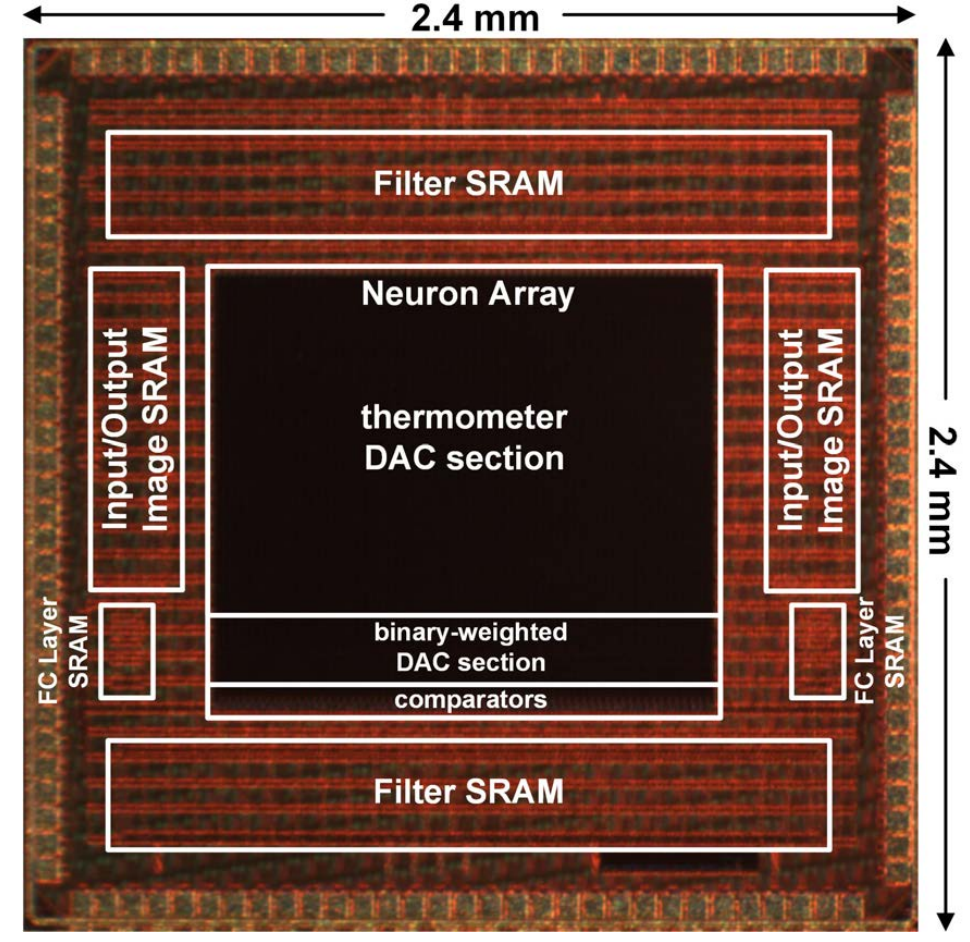 2.4 mm
Filter SRAM
Neuron Array
thermometer
DAC section
Input/Output
Image SRAM
Input/Output
Image SRAM
2.4 mm
FC Layer
SRAM
binary-weighted
DAC section
FC Layer
SRAM
comparators
Filter SRAM